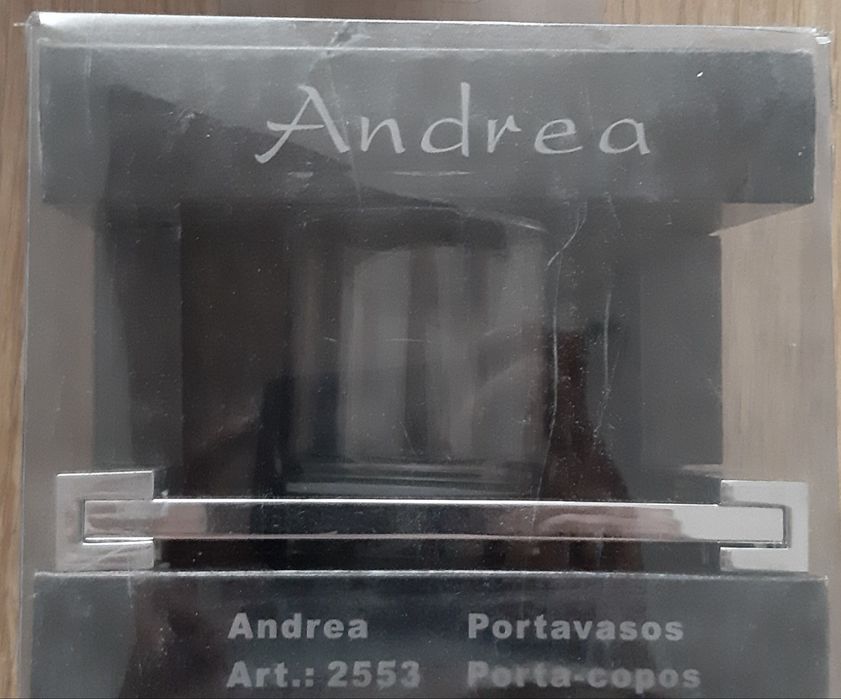 Andrea
Andrea Portavasos
Art.: 2553 Porta-copos